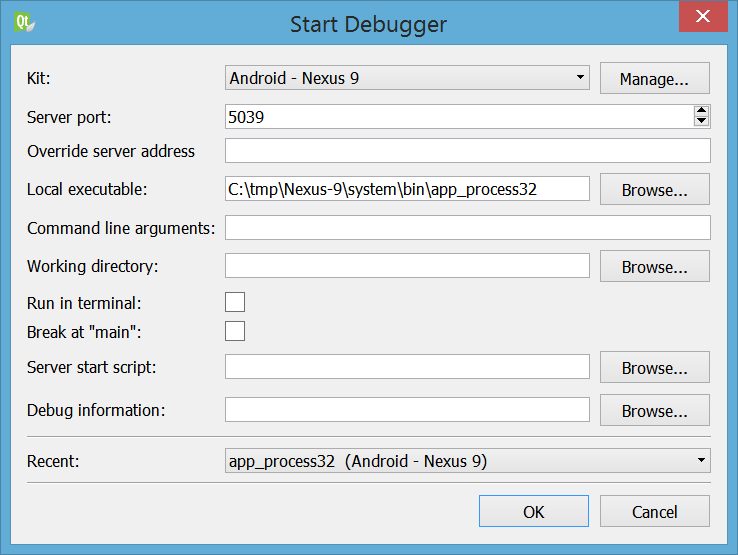 Qt
Start Debugger
Kit: Android - Nexus 9 Manage...
Server port: 5039
Override server address
Local executable: C:\tmp\Nexus-9\system\bin\app_process32 Browse...
Command line arguments:
Working directory: Browse...
Run in terminal:
Break at "main":
Server start script: Browse...
Debug information: Browse...
Recent: app_process32 (Android - Nexus 9)
OK Cancel